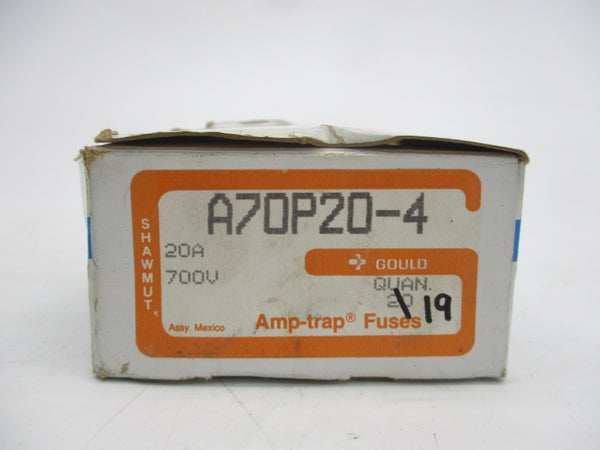 A70P20-4
SHAWMUT®
20A
700V
GOULD
QUAN.
20 \19
Assy. Mexico
Amp-trap® Fuses